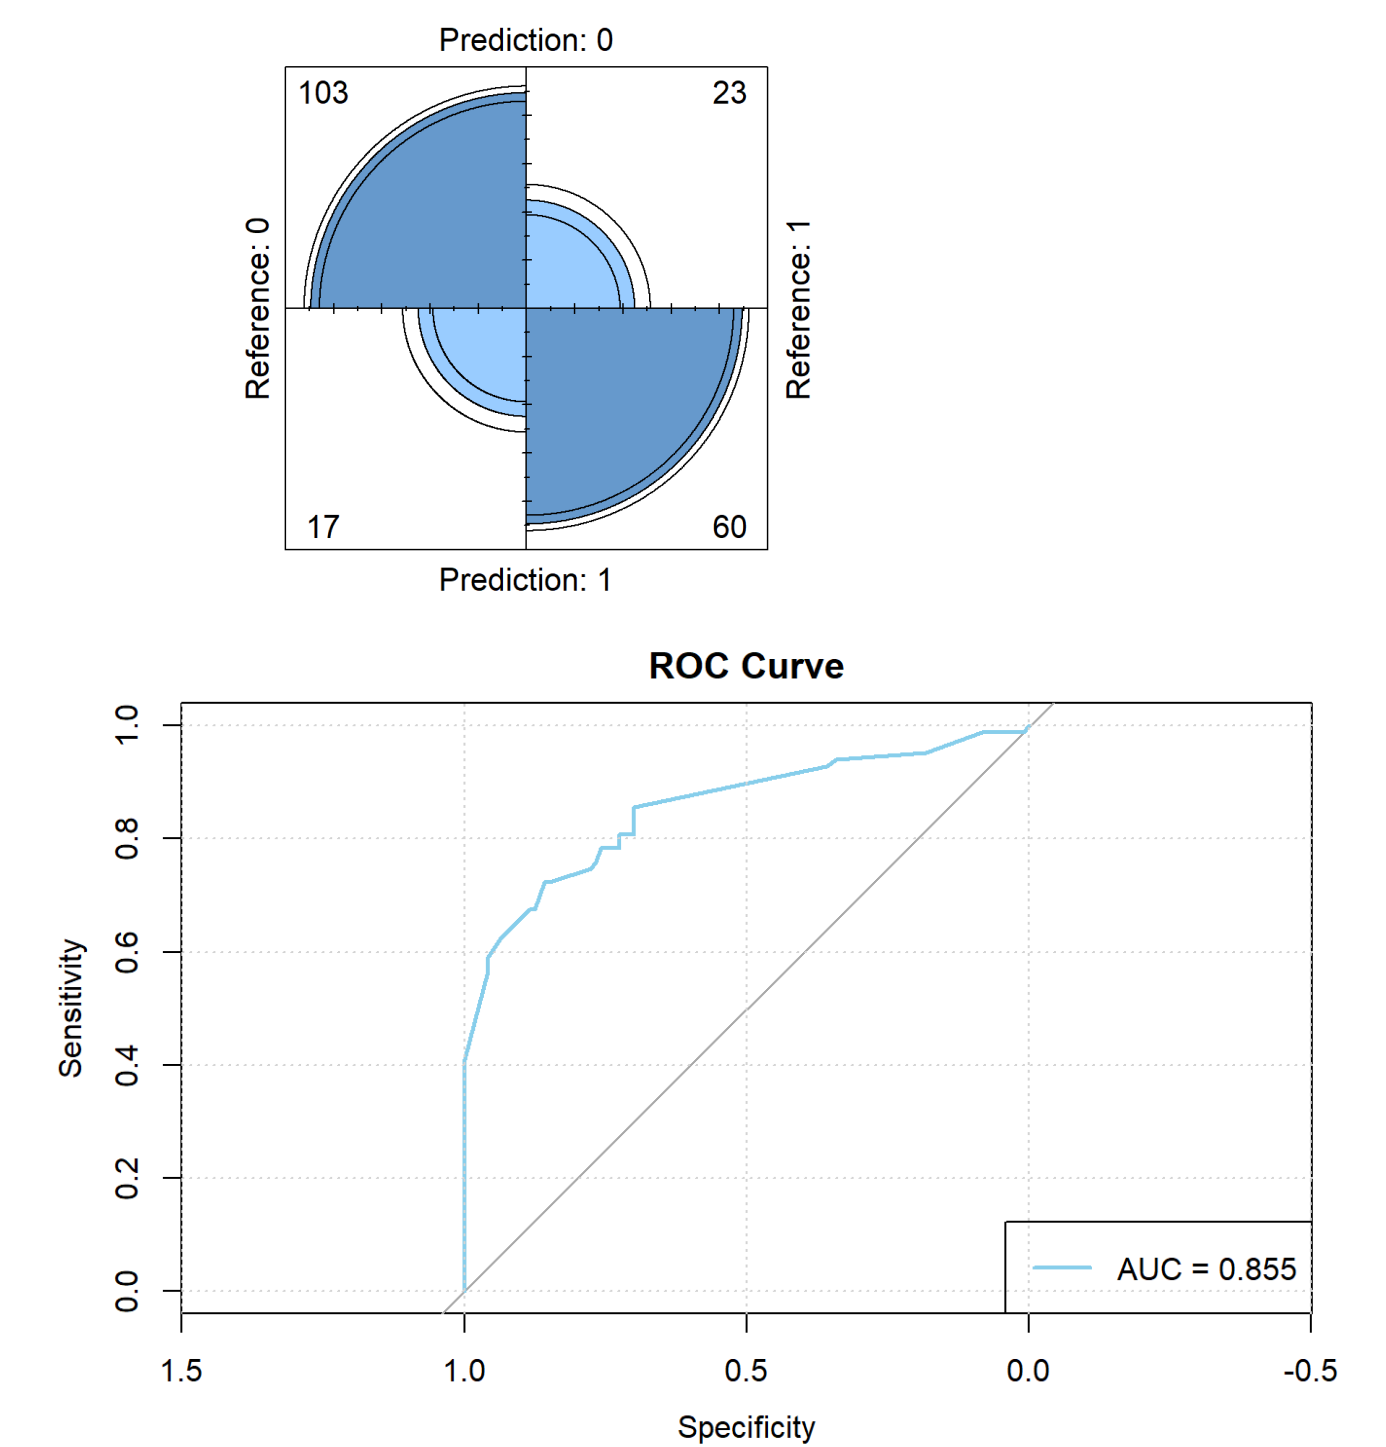 Prediction: 0
103
23
Reference: 0
Reference: 1
17
60
Prediction: 1
ROC Curve
Sensitivity
1.0
0.8
0.6
0.4
0.2
0.0
AUC = 0.855
1.5
1.0
0.5
0.0
-0.5
Specificity